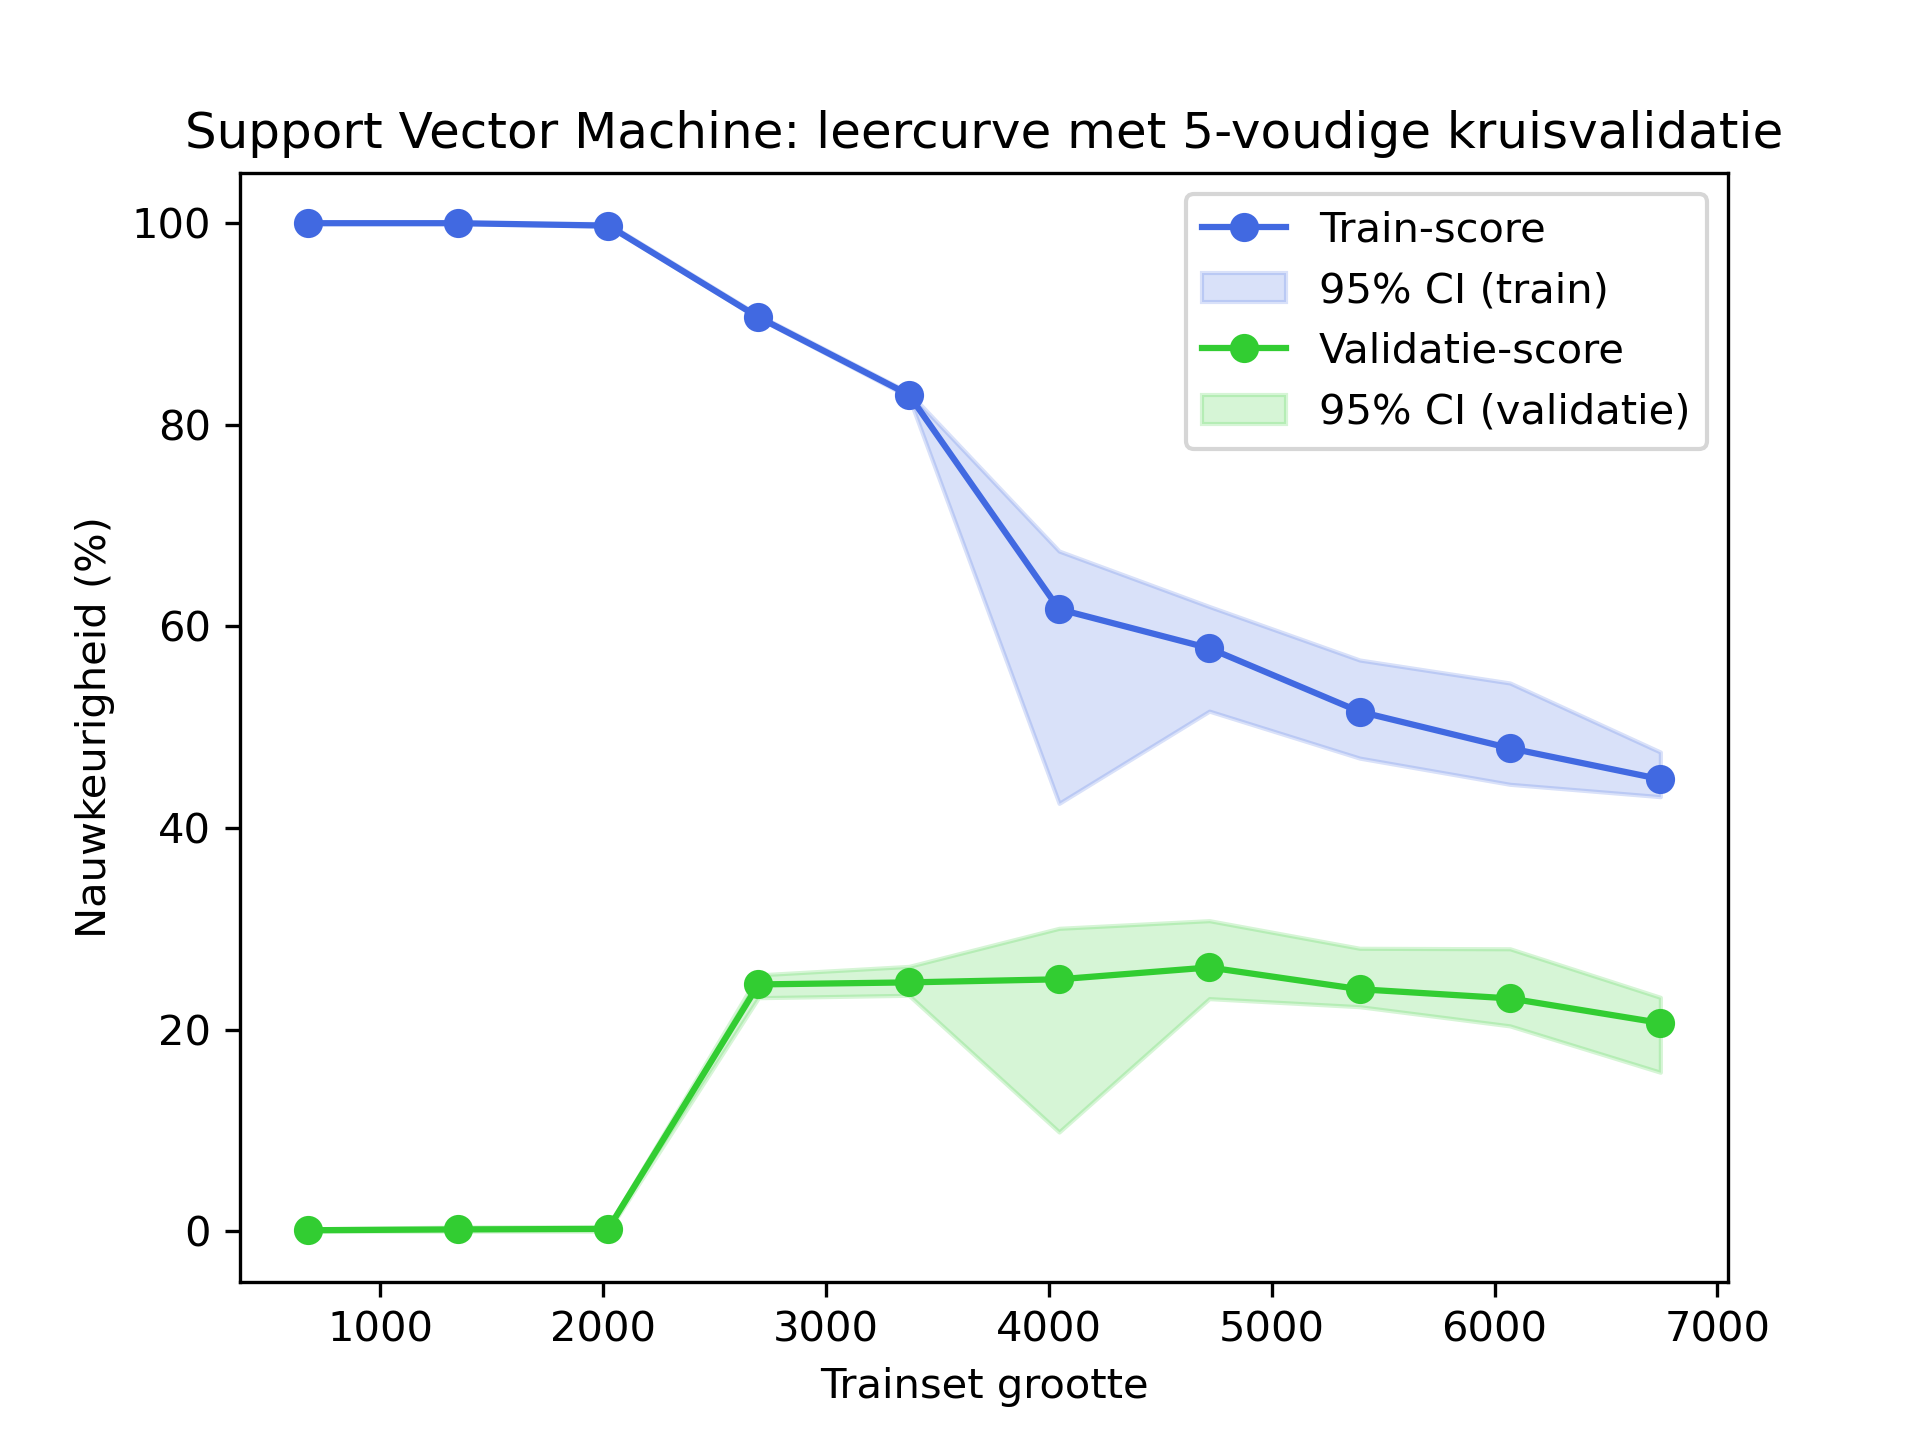 Support Vector Machine: leercurve met 5-voudige kruisvalidatie
100
80
60
40
20
0
Nauwkeurigheid (%)
Train-score
95% CI (train)
Validatie-score
95% CI (validatie)
1000 2000 3000 4000 5000 6000 7000
Trainset grootte